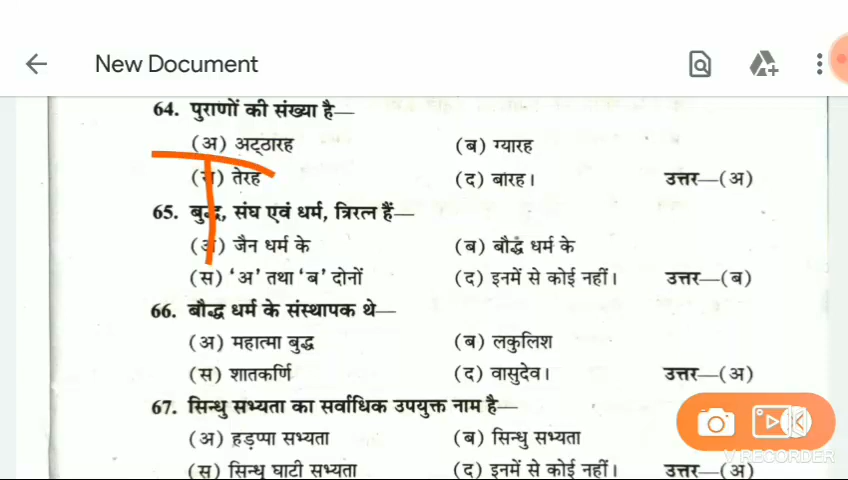 New Document
64. पुराणों की संख्या है—
(अ) अट्ठारह (ब) ग्यारह
(स) तेरह (द) बारह। उत्तर—(अ)
65. बुद्ध, संघ एवं धर्म, त्रिरत्न हैं—
(अ) जैन धर्म के (ब) बौद्ध धर्म के
(स) ‘अ’ तथा ‘ब’ दोनों (द) इनमें से कोई नहीं। उत्तर—(ब)
66. बौद्ध धर्म के संस्थापक थे—
(अ) महात्मा बुद्ध (ब) लकुलिश
(स) शातकर्णि (द) वासुदेव। उत्तर—(अ)
67. सिन्धु सभ्यता का सर्वाधिक उपयुक्त नाम है—
(अ) हड़प्पा सभ्यता (ब) सिन्धु सभ्यता
(स) सिन्धु घाटी सभ्यता (द) इनमें से कोई नहीं। उत्तर—(अ)
V RECORDER